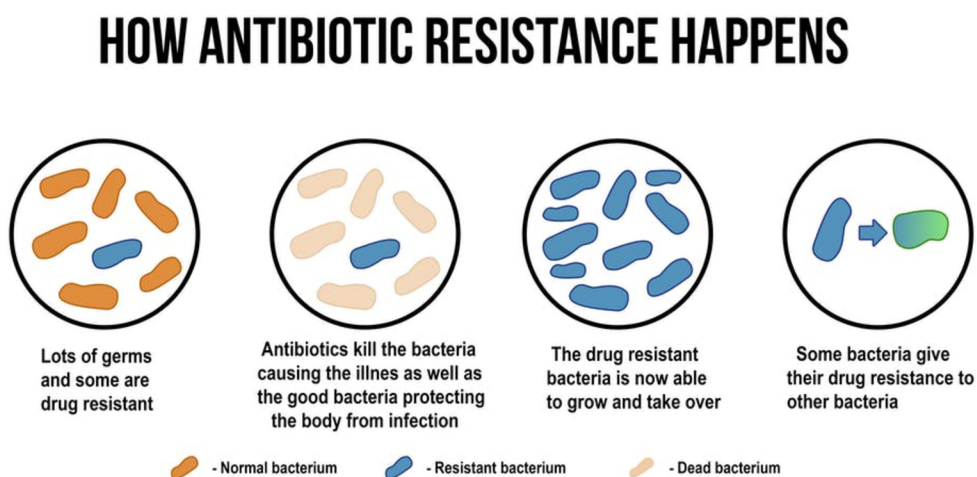 HOW ANTIBIOTIC RESISTANCE HAPPENS
Lots of germs
and some are
drug resistant
Antibiotics kill the bacteria
causing the illnes as well as
the good bacteria protecting
the body from infection
The drug resistant
bacteria is now able
to grow and take over
Some bacteria give
their drug resistance to
other bacteria
- Normal bacterium
- Resistant bacterium
- Dead bacterium